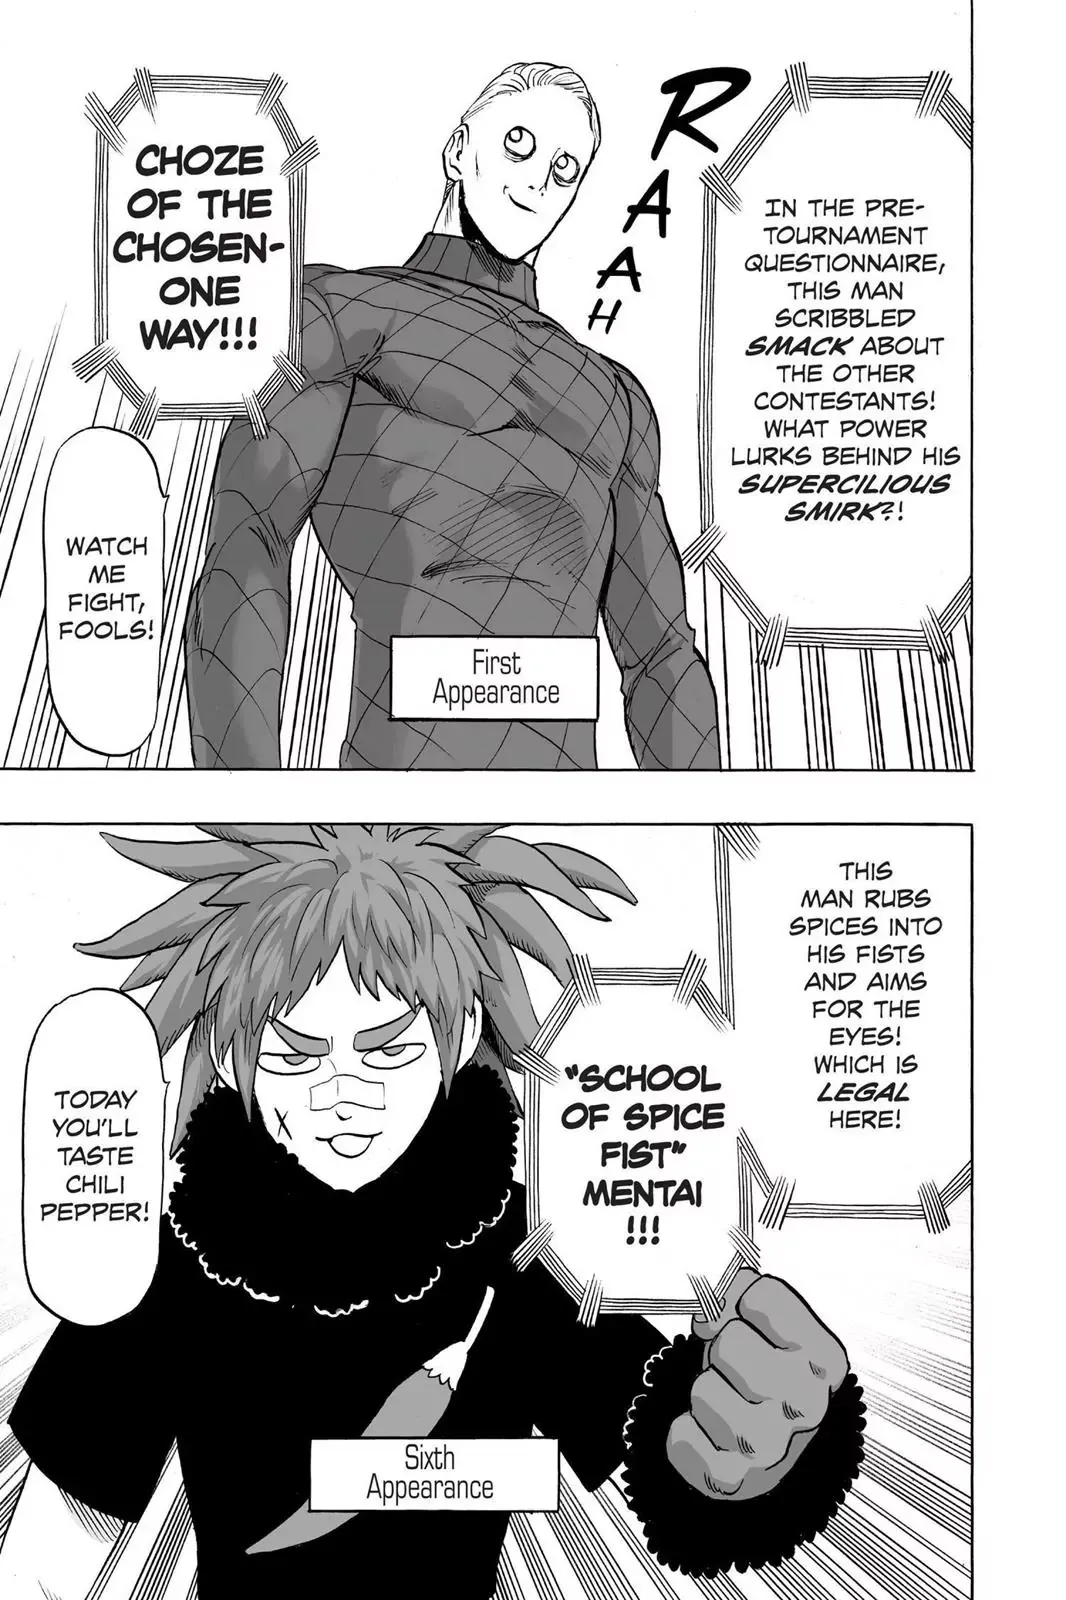 IN THE PRE-
TOURNAMENT
QUESTIONNAIRE,
THIS MAN
SCRIBBLED
SMACK ABOUT
THE OTHER
CONTESTANTS!
WHAT POWER
LURKS BEHIND HIS
SUPERCILIOUS
SMIRK?!
RAAH
CHOZE
OF THE
CHOSEN-
ONE
WAY!!!
WATCH
ME
FIGHT,
FOOLS!
First
Appearance
THIS
MAN RUBS
SPICES INTO
HIS FISTS
AND AIMS
FOR THE
EYES!
WHICH IS
LEGAL
HERE!
"SCHOOL
OF SPICE
FIST"
MENTAI
!!!
TODAY
YOU'LL
TASTE
CHILI
PEPPER!
Sixth
Appearance